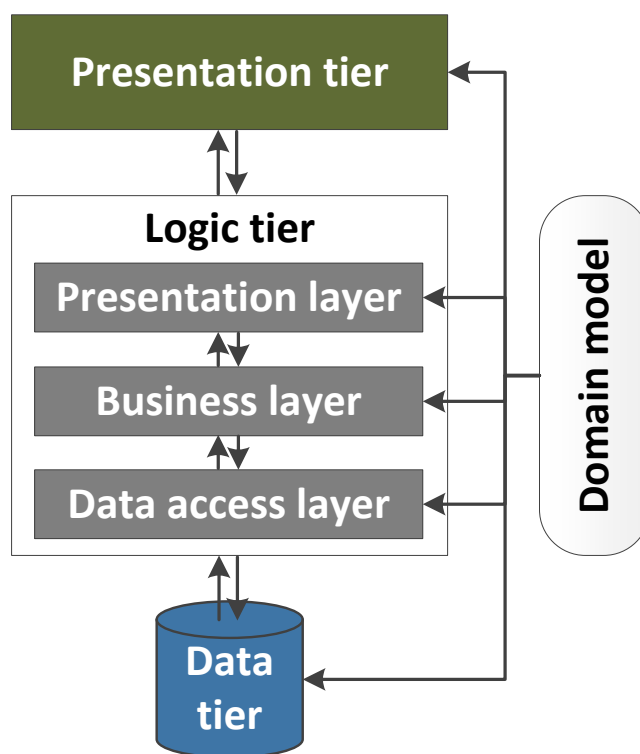 Presentation tier
Logic tier
Presentation layer
Business layer
Data access layer
Data
tier
Domain model